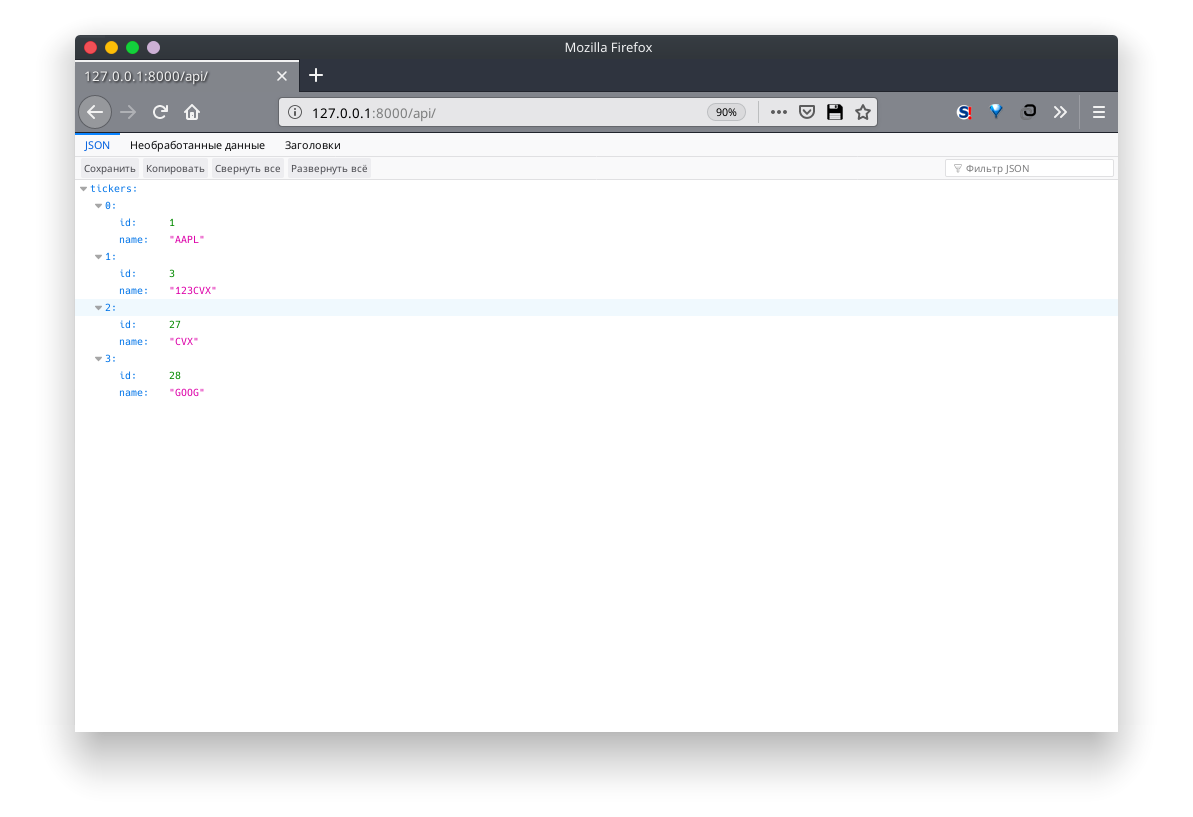 Mozilla Firefox
127.0.0.1:8000/api/
127.0.0.1:8000/api/ 90%
JSON Необработанные данные Заголовки
Сохранить Копировать Свернуть все Развернуть всё Фильтр JSON
tickers:
0:
id: 1
name: "AAPL"
1:
id: 3
name: "123CVX"
2:
id: 27
name: "CVX"
3:
id: 28
name: "GOOG"